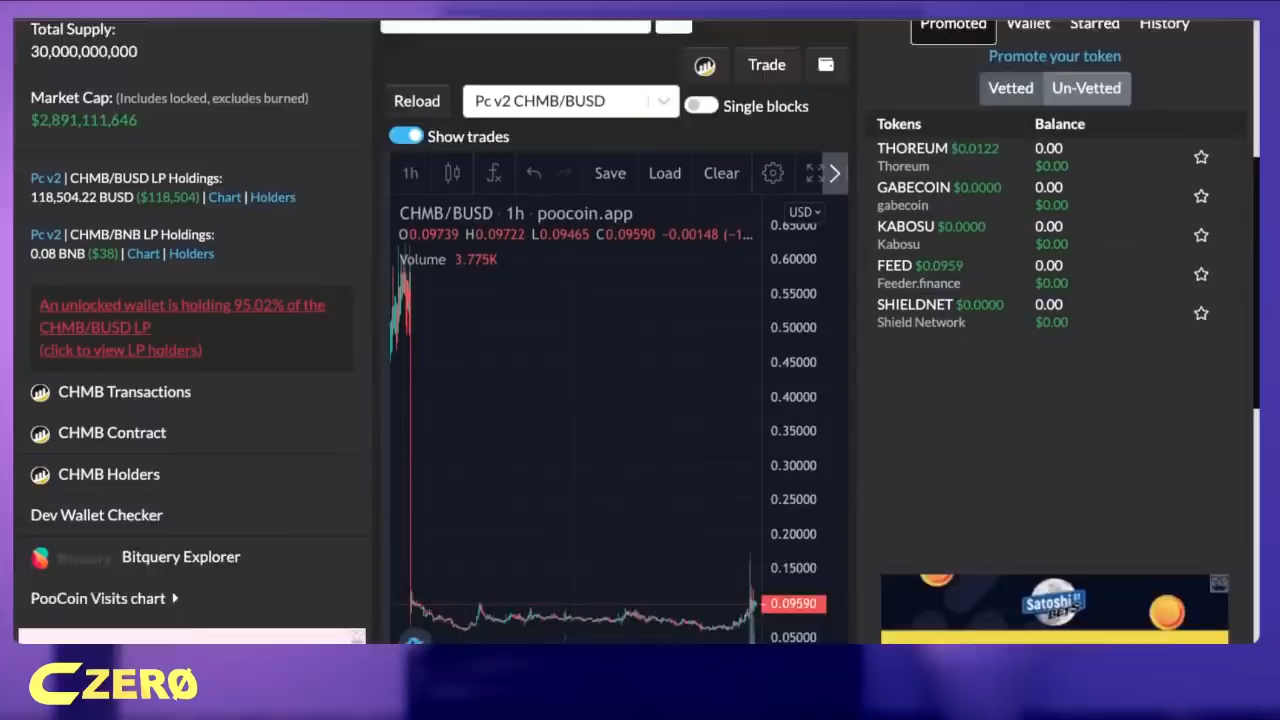 Total Supply:
30,000,000,000
Market Cap: (Includes locked, excludes burned)
$2,891,111,646
Pc v2 | CHMB/BUSD LP Holdings:
118,504.22 BUSD ($118,504) | Chart | Holders
Pc v2 | CHMB/BNB LP Holdings:
0.08 BNB ($38) | Chart | Holders
An unlocked wallet is holding 95.02% of the
CHMB/BUSD LP
(click to view LP holders)
CHMB Transactions
CHMB Contract
CHMB Holders
Dev Wallet Checker
Bitquery Bitquery Explorer
PooCoin Visits chart
Trade
Reload
Pc v2 CHMB/BUSD
Single blocks
Show trades
1h
Save
Load
Clear
CHMB/BUSD · 1h · poocoin.app
O0.09739 H0.09722 L0.09465 C0.09590 −0.00148 (−1...
Volume 3.775K
USD
0.65000
0.60000
0.55000
0.50000
0.45000
0.40000
0.35000
0.30000
0.25000
0.20000
0.15000
0.09590
0.05000
Promoted Wallet Starred History
Promote your token
Vetted Un-Vetted
Tokens Balance
THOREUM $0.0122 0.00
Thoreum $0.00
GABECOIN $0.0000 0.00
gabecoin $0.00
KABOSU $0.0000 0.00
Kabosu $0.00
FEED $0.0959 0.00
Feeder.finance $0.00
SHIELDNET $0.0000 0.00
Shield Network $0.00
Satoshi
BETS
CZERØ